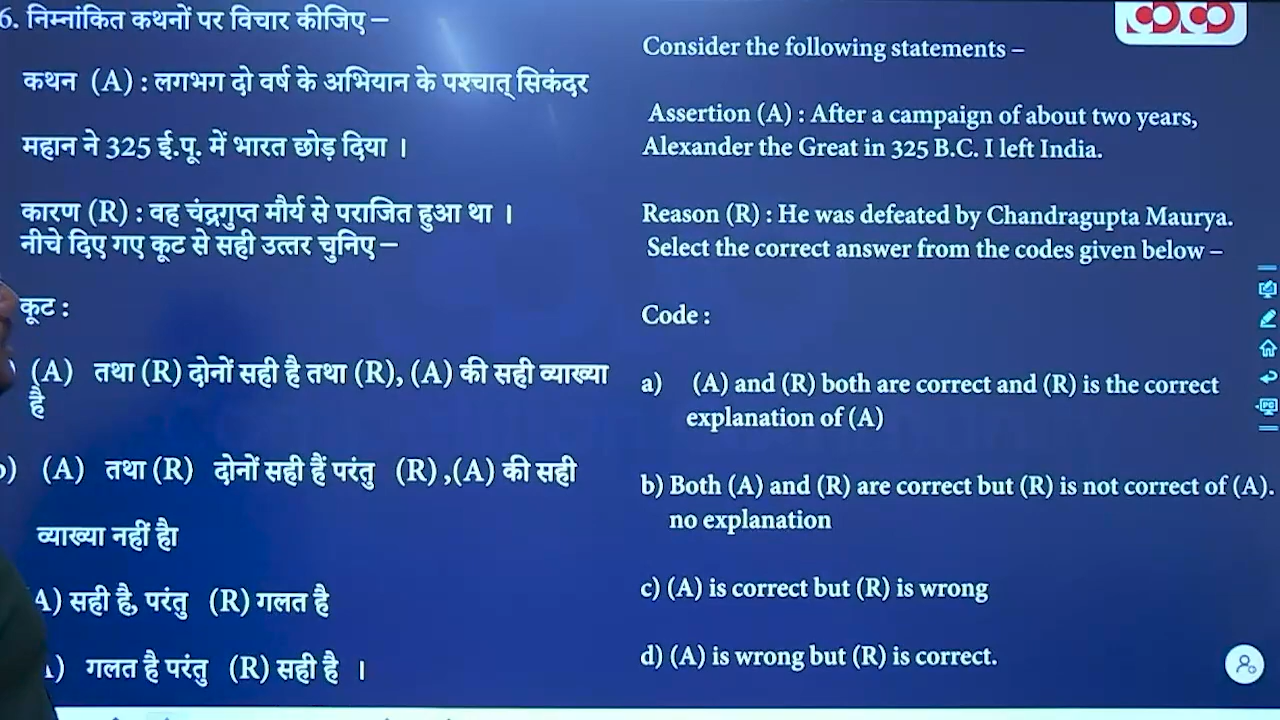 6. निम्नांकित कथनों पर विचार कीजिए –
कथन (A) : लगभग दो वर्ष के अभियान के पश्चात् सिकंदर
महान ने 325 ई.पू. में भारत छोड़ दिया ।
कारण (R) : वह चंद्रगुप्त मौर्य से पराजित हुआ था ।
नीचे दिए गए कूट से सही उत्तर चुनिए –
कूट :
) (A) तथा (R) दोनों सही है तथा (R), (A) की सही व्याख्या
है
) (A) तथा (R) दोनों सही हैं परंतु (R) ,(A) की सही
व्याख्या नहीं है।
A) सही है, परंतु (R) गलत है
) गलत है परंतु (R) सही है ।
Consider the following statements –
Assertion (A) : After a campaign of about two years,
Alexander the Great in 325 B.C. I left India.
Reason (R) : He was defeated by Chandragupta Maurya.
Select the correct answer from the codes given below –
Code :
a) (A) and (R) both are correct and (R) is the correct
explanation of (A)
b) Both (A) and (R) are correct but (R) is not correct of (A).
no explanation
c) (A) is correct but (R) is wrong
d) (A) is wrong but (R) is correct.
PC